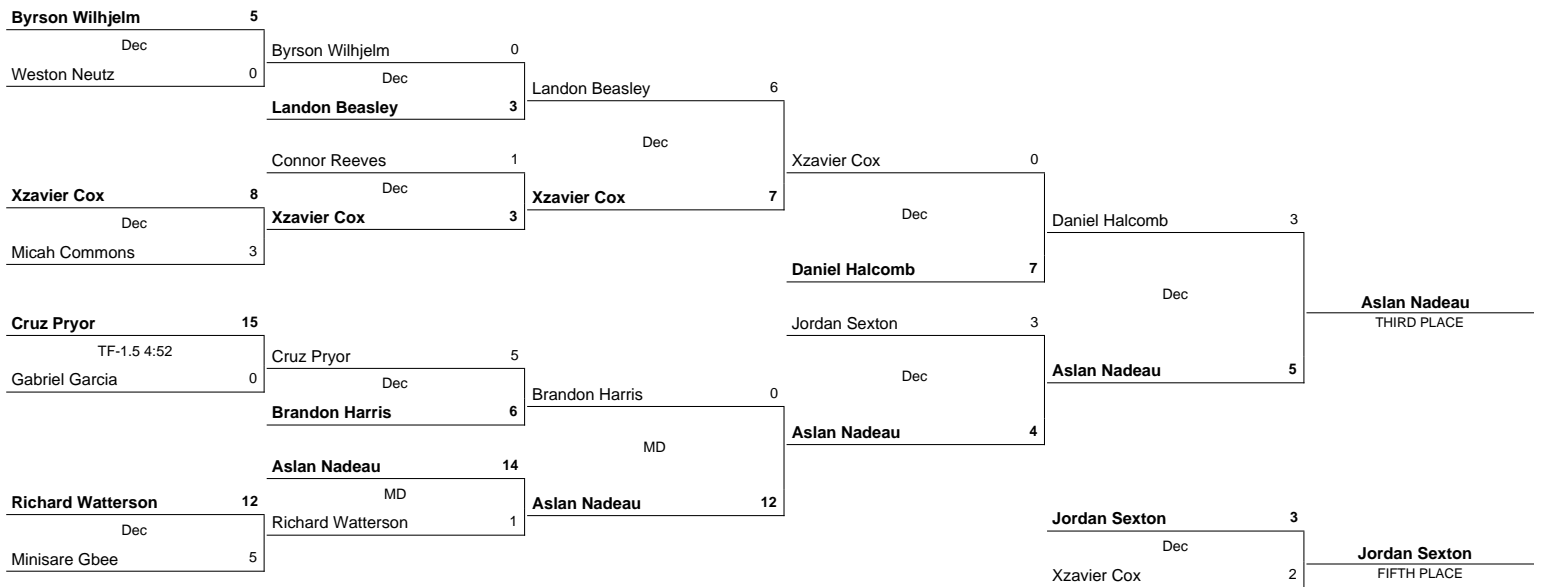 Byrson Wilhjelm 5
Dec
Weston Neutz 0
Xzavier Cox 8
Dec
Micah Commons 3
Cruz Pryor 15
TF-1.5 4:52
Gabriel Garcia 0
Richard Watterson 12
Dec
Minisare Gbee 5
Byrson Wilhjelm 0
Dec
Landon Beasley 3
Connor Reeves 1
Dec
Xzavier Cox 3
Cruz Pryor 5
Dec
Brandon Harris 6
Aslan Nadeau 14
MD
Richard Watterson 1
Landon Beasley 6
Dec
Xzavier Cox 7
Brandon Harris 0
MD
Aslan Nadeau 12
Xzavier Cox 0
Dec
Daniel Halcomb 7
Jordan Sexton 3
Dec
Aslan Nadeau 4
Daniel Halcomb 3
Dec
Aslan Nadeau 5
Aslan Nadeau
THIRD PLACE
Jordan Sexton 3
Dec
Xzavier Cox 2
Jordan Sexton
FIFTH PLACE